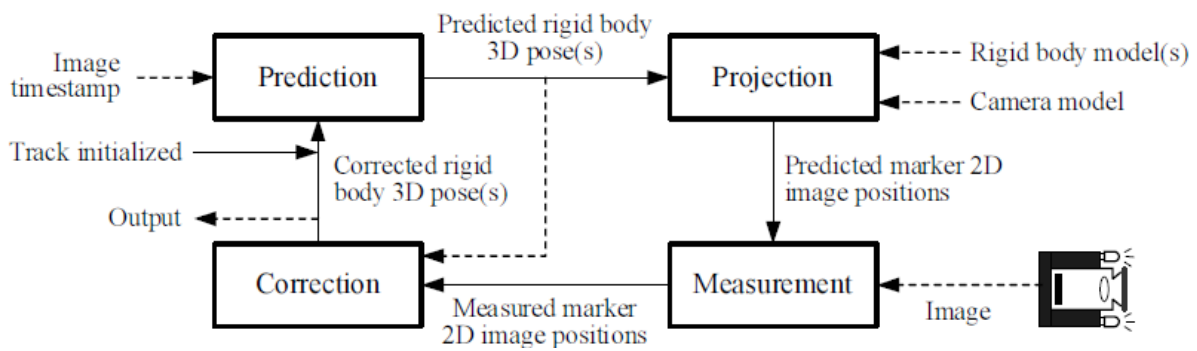 Predicted rigid body
3D pose(s)
Image
timestamp
Prediction
Projection
Rigid body model(s)
Camera model
Track initialized
Corrected rigid
body 3D pose(s)
Predicted marker 2D
image positions
Output
Correction
Measurement
Measured marker
2D image positions
Image